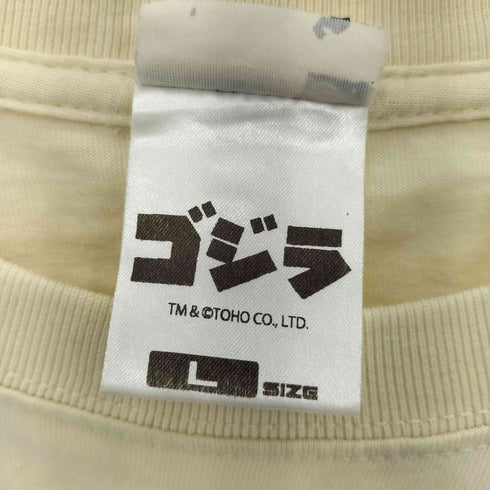 ゴジラ
TM & ©TOHO CO., LTD.
L SIZE